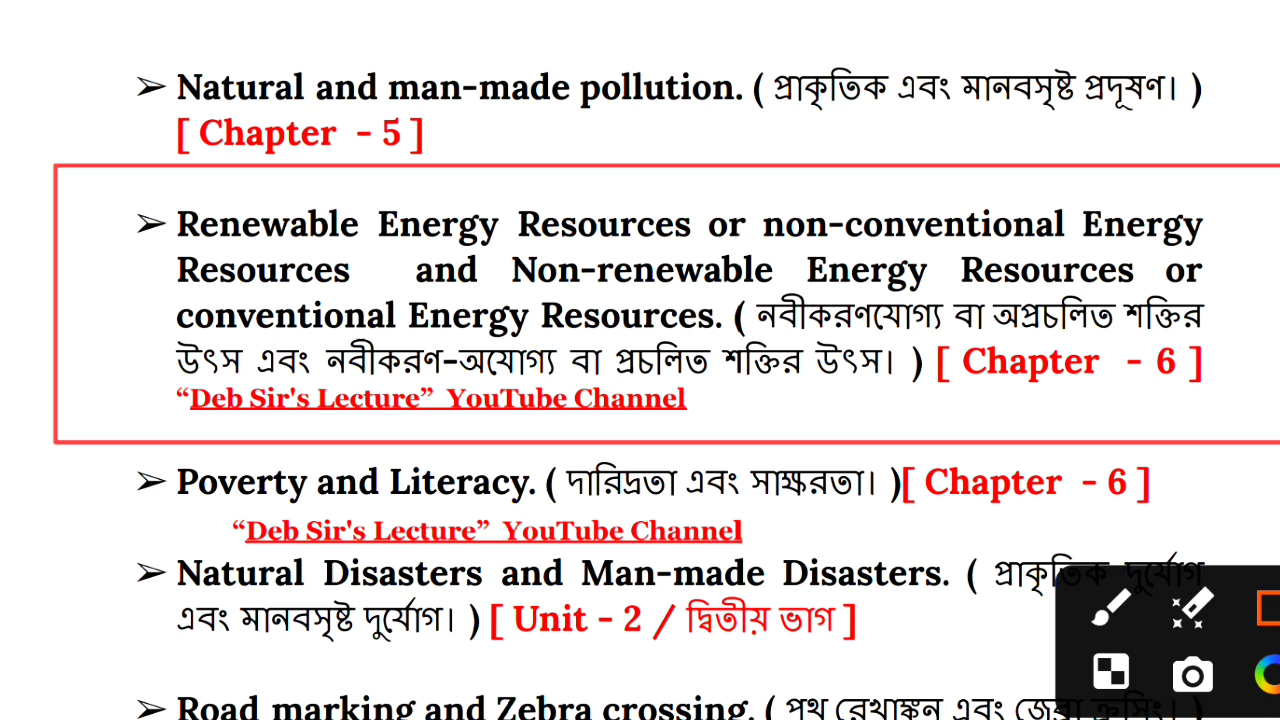 ➢ Natural and man-made pollution. ( প্রাকৃতিক এবং মানবসৃষ্ট প্রদূষণ। )
[ Chapter - 5 ]
➢ Renewable Energy Resources or non-conventional Energy
Resources and Non-renewable Energy Resources or
conventional Energy Resources. ( নবীকরণযোগ্য বা অপ্রচলিত শক্তির
উৎস এবং নবীকরণ-অযোগ্য বা প্রচলিত শক্তির উৎস। ) [ Chapter - 6 ]
“Deb Sir's Lecture” YouTube Channel
➢ Poverty and Literacy. ( দারিদ্রতা এবং সাক্ষরতা। )[ Chapter - 6 ]
“Deb Sir's Lecture” YouTube Channel
➢ Natural Disasters and Man-made Disasters. ( প্রাকৃতিক দুর্যোগ
এবং মানবসৃষ্ট দুর্যোগ। ) [ Unit - 2 / দ্বিতীয় ভাগ ]
➢ Road marking and Zebra crossing. ( পথ রেখাঙ্কন এবং জেব্রা ক্রসিং। )